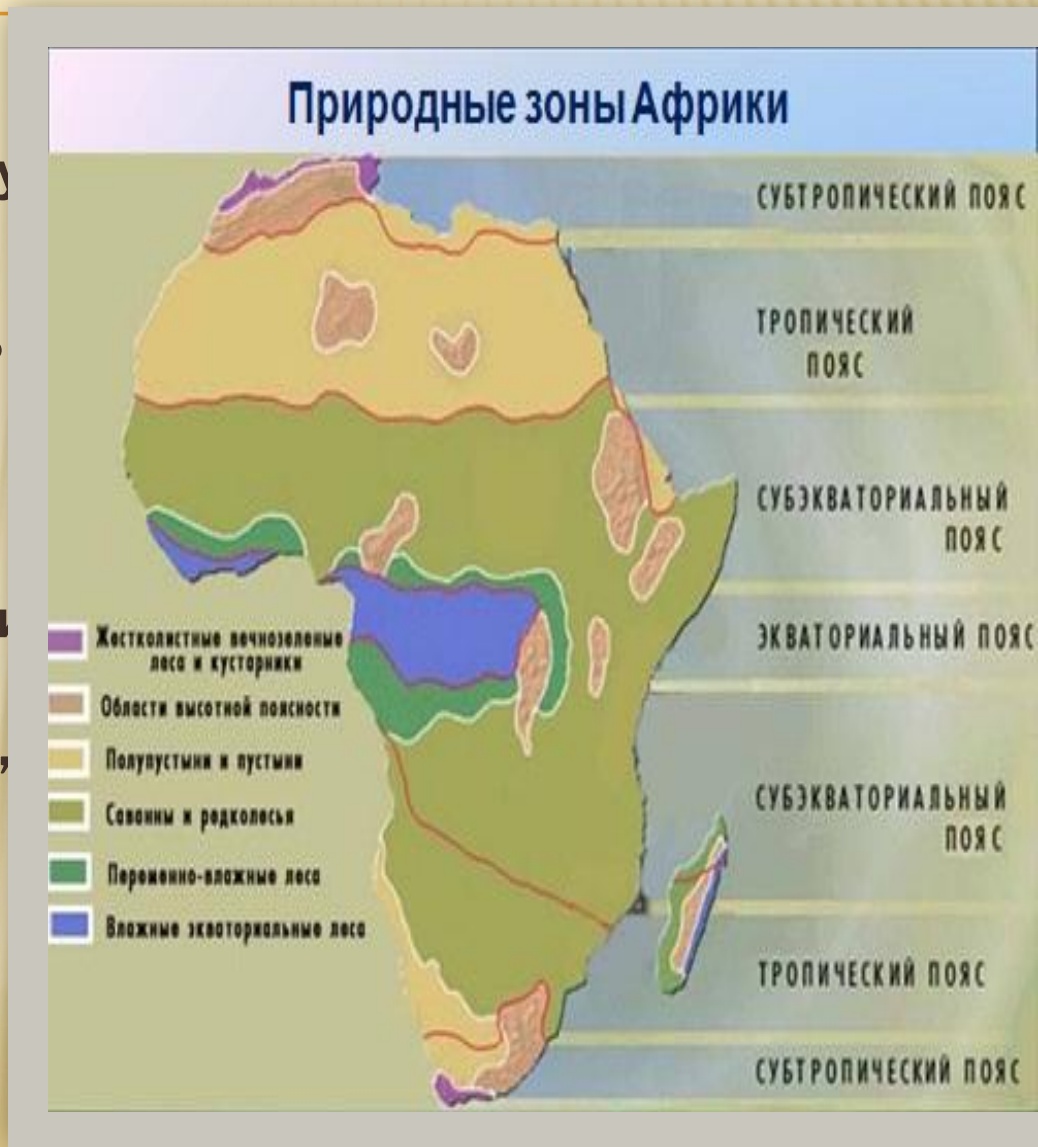 Природные зоны Африки
СУБТРОПИЧЕСКИЙ ПОЯС
ТРОПИЧЕСКИЙ
ПОЯС
СУБЭКВАТОРИАЛЬНЫЙ
ПОЯС
ЭКВАТОРИАЛЬНЫЙ ПОЯС
СУБЭКВАТОРИАЛЬНЫЙ
ПОЯС
ТРОПИЧЕСКИЙ ПОЯС
СУБТРОПИЧЕСКИЙ ПОЯС
Жестколистные вечнозеленые
леса и кустарники
Области высотной поясности
Полупустыни и пустыни
Саванны и редколесья
Переменно-влажные леса
Влажные экваториальные леса